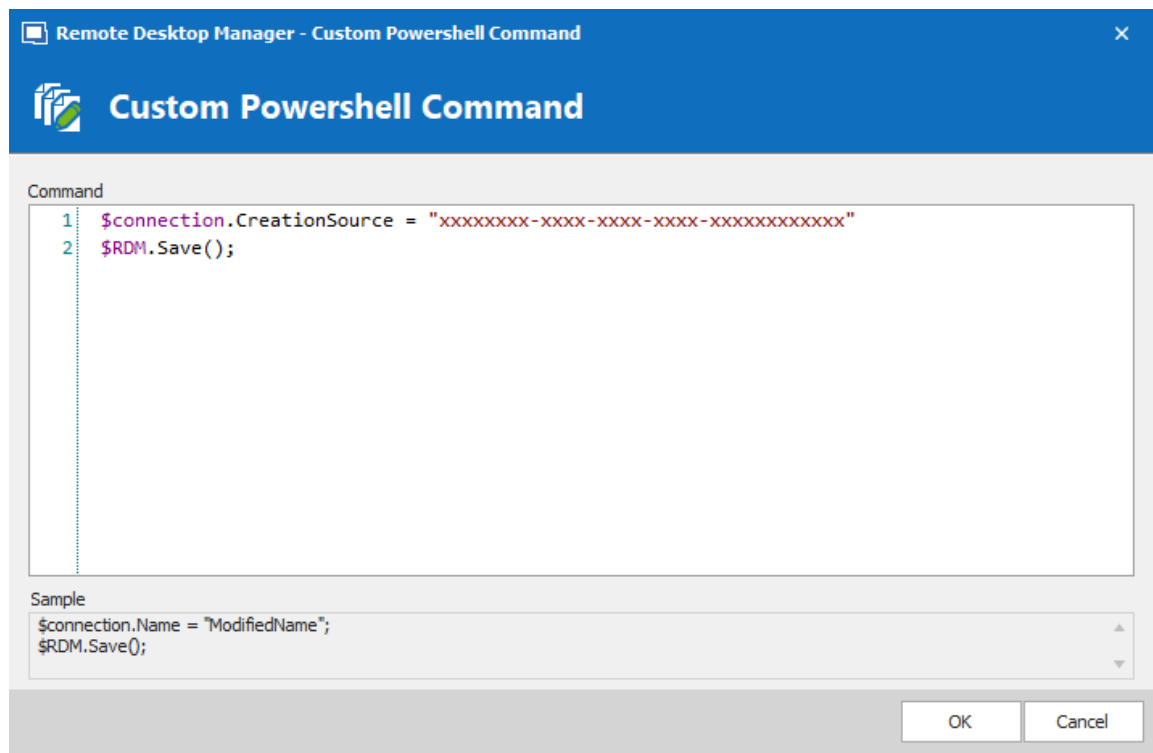 Remote Desktop Manager - Custom Powershell Command
Custom Powershell Command
Command
1 $connection.CreationSource = "xxxxxxxx-xxxx-xxxx-xxxx-xxxxxxxxxxxx"
2 $RDM.Save();
Sample
$connection.Name = "ModifiedName";
$RDM.Save();
OK Cancel